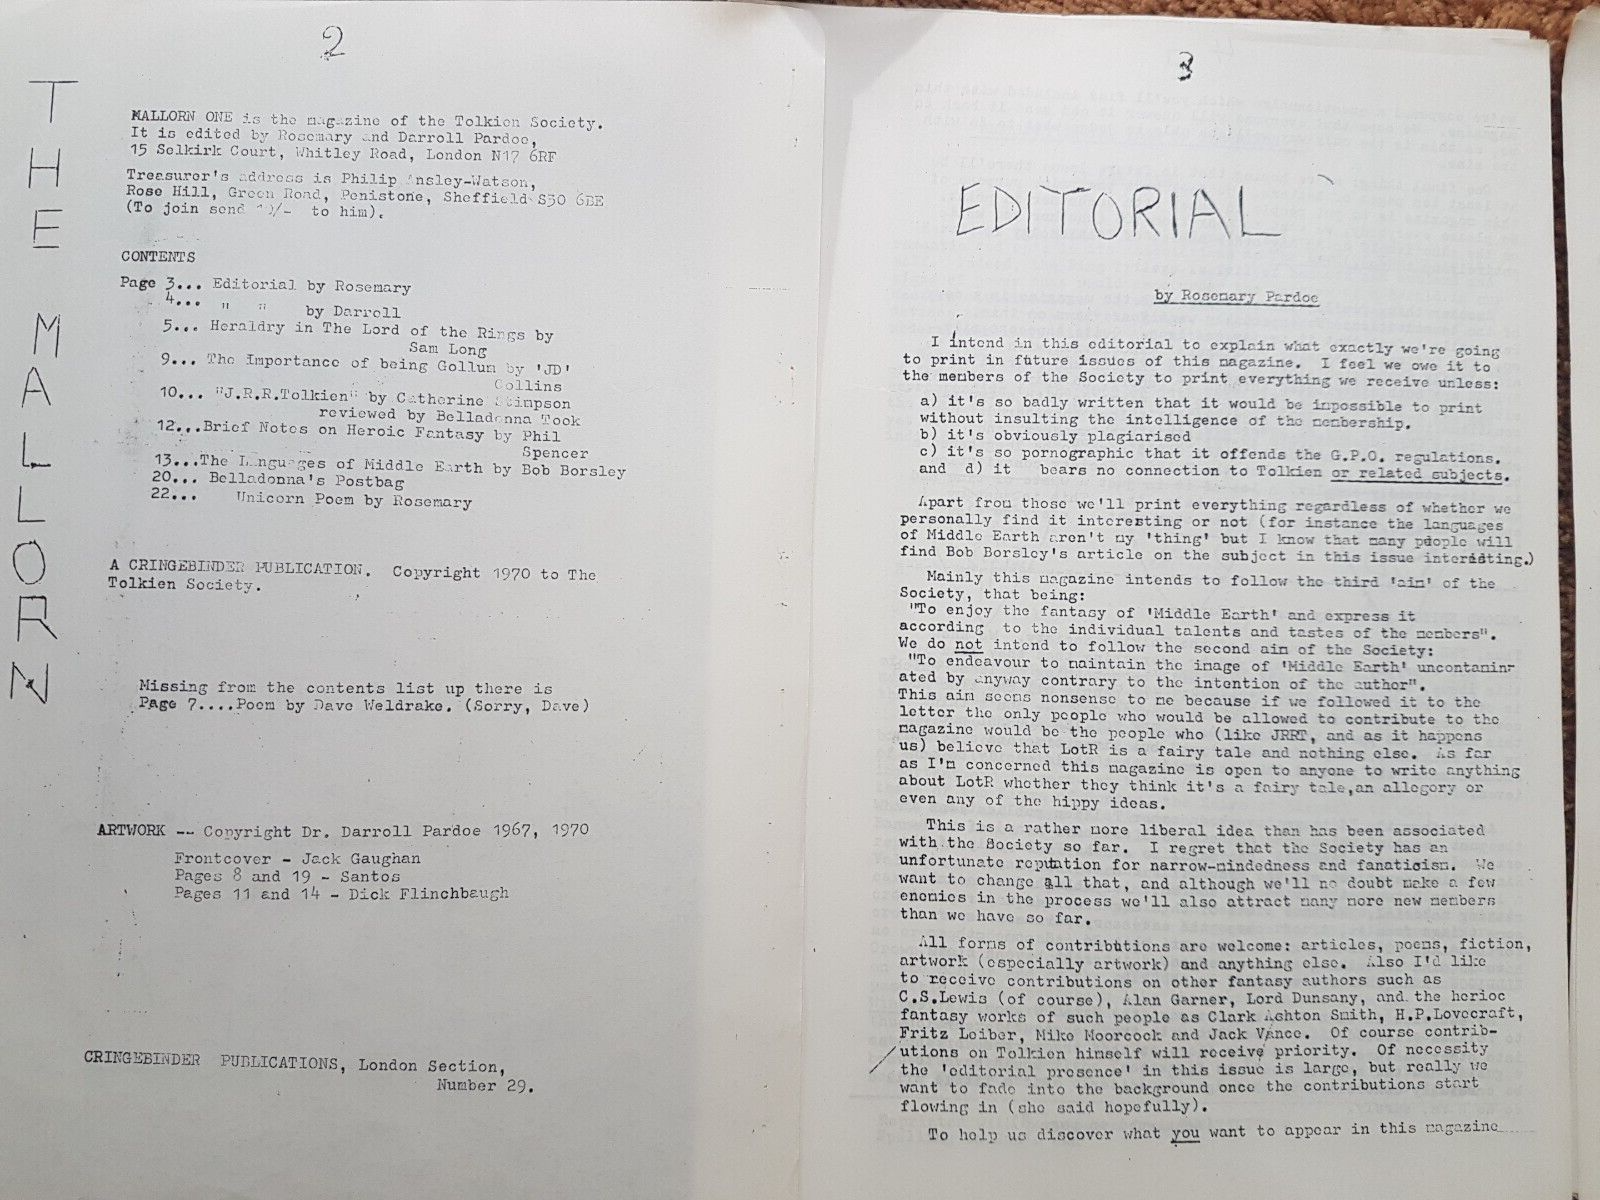 THE MALLORN
2
MALLORN ONE is the magazine of the Tolkien Society.
It is edited by Rosemary and Darroll Pardoe,
15 Selkirk Court, Whitley Road, London N17 6RF
Treasurer's address is Philip Ansley-Watson,
Rose Hill, Green Road, Penistone, Sheffield S30 6BE
(To join send to him).
CONTENTS
Page 3... Editorial by Rosemary
4... " " by Darroll
5... Heraldry in The Lord of the Rings by
Sam Long
9... The Importance of being Gollum by 'JD'
Collins
10... "J.R.R.Tolkien" by Catherine Stimpson
reviewed by Belladonna Took
12...Brief Notes on Heroic Fantasy by Phil
Spencer
13...The Languages of Middle Earth by Bob Borsley
20... Belladonna's Postbag
22... Unicorn Poem by Rosemary
A CRINGEBINDER PUBLICATION. Copyright 1970 to The
Tolkien Society.
Missing from the contents list up there is
Page 7....Poem by Dave Weldrake. (Sorry, Dave)
ARTWORK -- Copyright Dr. Darroll Pardoe 1967, 1970
Frontcover - Jack Gaughan
Pages 8 and 19 - Santos
Pages 11 and 14 - Dick Flinchbaugh
CRINGEBINDER PUBLICATIONS, London Section,
Number 29.
3
EDITORIAL
by Rosemary Pardoe
I intend in this editorial to explain what exactly we're going
to print in future issues of this magazine. I feel we owe it to
the members of the Society to print everything we receive unless:
a) it's so badly written that it would be impossible to print
without insulting the intelligence of the membership.
b) it's obviously plagiarised
c) it's so pornographic that it offends the G.P.O. regulations.
and d) it bears no connection to Tolkien or related subjects.
Apart from those we'll print everything regardless of whether we
personally find it interesting or not (for instance the languages
of Middle Earth aren't my 'thing' but I know that many people will
find Bob Borsley's article on the subject in this issue interesting.)
Mainly this magazine intends to follow the third 'aim' of the
Society, that being:
"To enjoy the fantasy of 'Middle Earth' and express it
according to the individual talents and tastes of the members".
We do not intend to follow the second aim of the Society:
"To endeavour to maintain the image of 'Middle Earth' uncontamin-
ated by anyway contrary to the intention of the author".
This aim seems nonsense to me because if we followed it to the
letter the only people who would be allowed to contribute to the
magazine would be the people who (like JRRT, and as it happens
us) believe that LotR is a fairy tale and nothing else. As far
as I'm concerned this magazine is open to anyone to write anything
about LotR whether they think it's a fairy tale,an allegory or
even any of the hippy ideas.
This is a rather more liberal idea than has been associated
with the Society so far. I regret that the Society has an
unfortunate reputation for narrow-mindedness and fanaticism. We
want to change all that, and although we'll no doubt make a few
enemies in the process we'll also attract many more new members
than we have so far.
All forms of contributions are welcome: articles, poems, fiction,
artwork (especially artwork) and anything else. Also I'd like
to receive contributions on other fantasy authors such as
C.S.Lewis (of course), Alan Garner, Lord Dunsany, and the herioc
fantasy works of such people as Clark Ashton Smith, H.P.Lovecraft,
Fritz Leiber, Mike Moorcock and Jack Vance. Of course contrib-
utions on Tolkien himself will receive priority. Of necessity
the 'editorial presence' in this issue is large, but really we
want to fade into the background once the contributions start
flowing in (she said hopefully).
To help us discover what you want to appear in this magazine